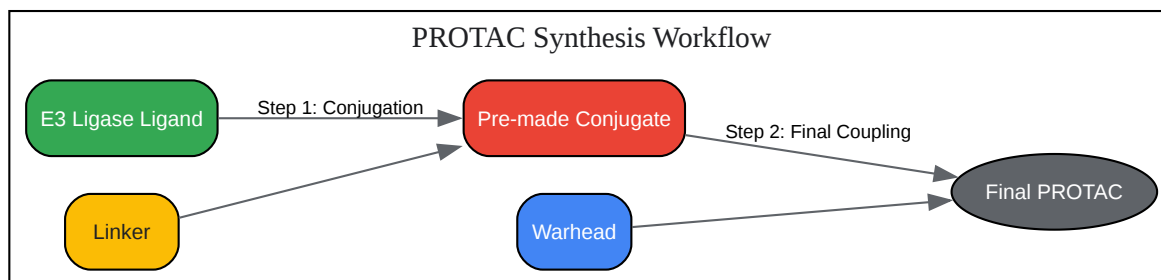 PROTAC Synthesis Workflow
E3 Ligase Ligand
Step 1: Conjugation
Pre-made Conjugate
Step 2: Final Coupling
Linker
Warhead
Final PROTAC